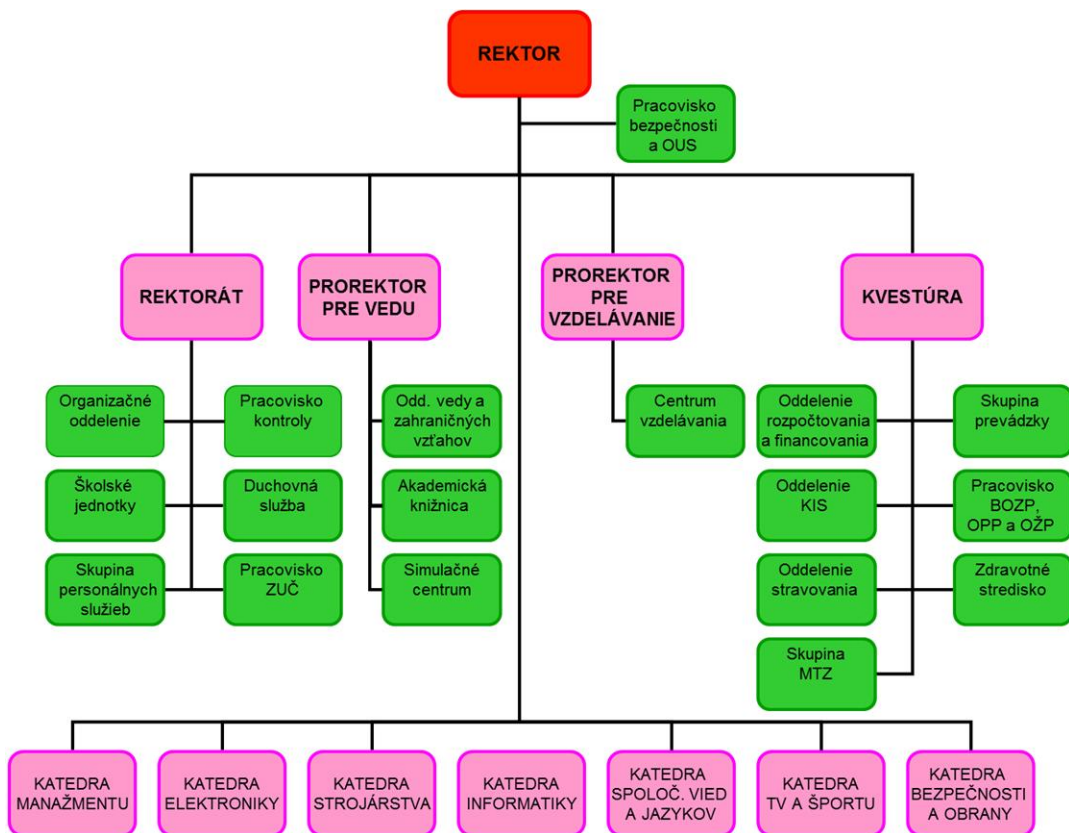 REKTOR
Pracovisko
bezpečnosti
a OUS
REKTORÁT
PROREKTOR
PRE VEDU
PROREKTOR
PRE
VZDELÁVANIE
KVESTÚRA
Organizačné
oddelenie
Pracovisko
kontroly
Odd. vedy a
zahraničných
vzťahov
Centrum
vzdelávania
Oddelenie
rozpočtovania
a financovania
Skupina
prevádzky
Školské
jednotky
Duchovná
služba
Akademická
knižnica
Oddelenie
KIS
Pracovisko
BOZP,
OPP a OŽP
Skupina
personálnych
služieb
Pracovisko
ZUČ
Simulačné
centrum
Oddelenie
stravovania
Zdravotné
stredisko
Skupina
MTZ
KATEDRA
MANAŽMENTU
KATEDRA
ELEKTRONIKY
KATEDRA
STROJÁRSTVA
KATEDRA
INFORMATIKY
KATEDRA
SPOLOČ. VIED
A JAZYKOV
KATEDRA
TV A ŠPORTU
KATEDRA
BEZPEČNOSTI
A OBRANY